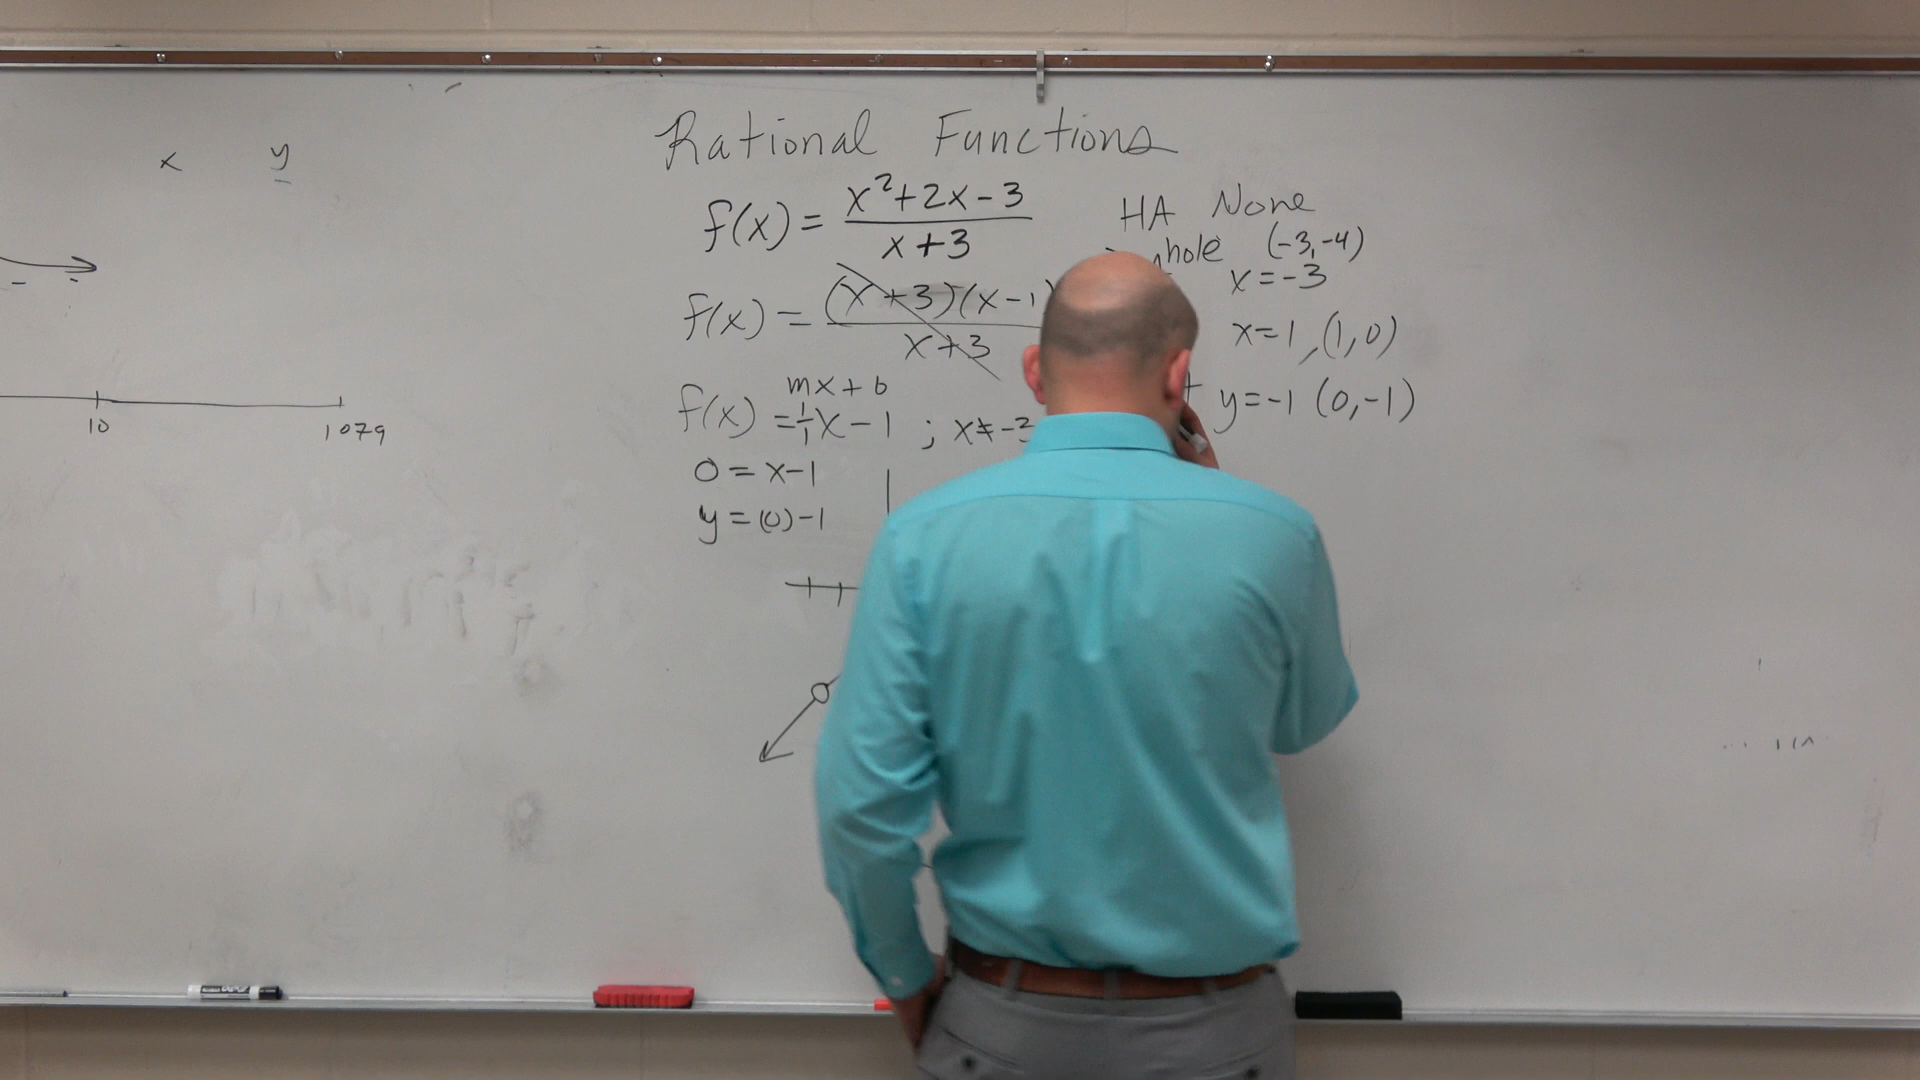 x y
10 1079
Rational Functions
f(x) = x²+2x-3 / x+3
f(x) = (x+3)(x-1) / x+3
mx+b
f(x) = 1/1 x-1 ; x≠-3
0 = x-1
y = (0)-1
HA None
hole (-3,-4)
x=-3
x=1, (1,0)
y=-1 (0,-1)